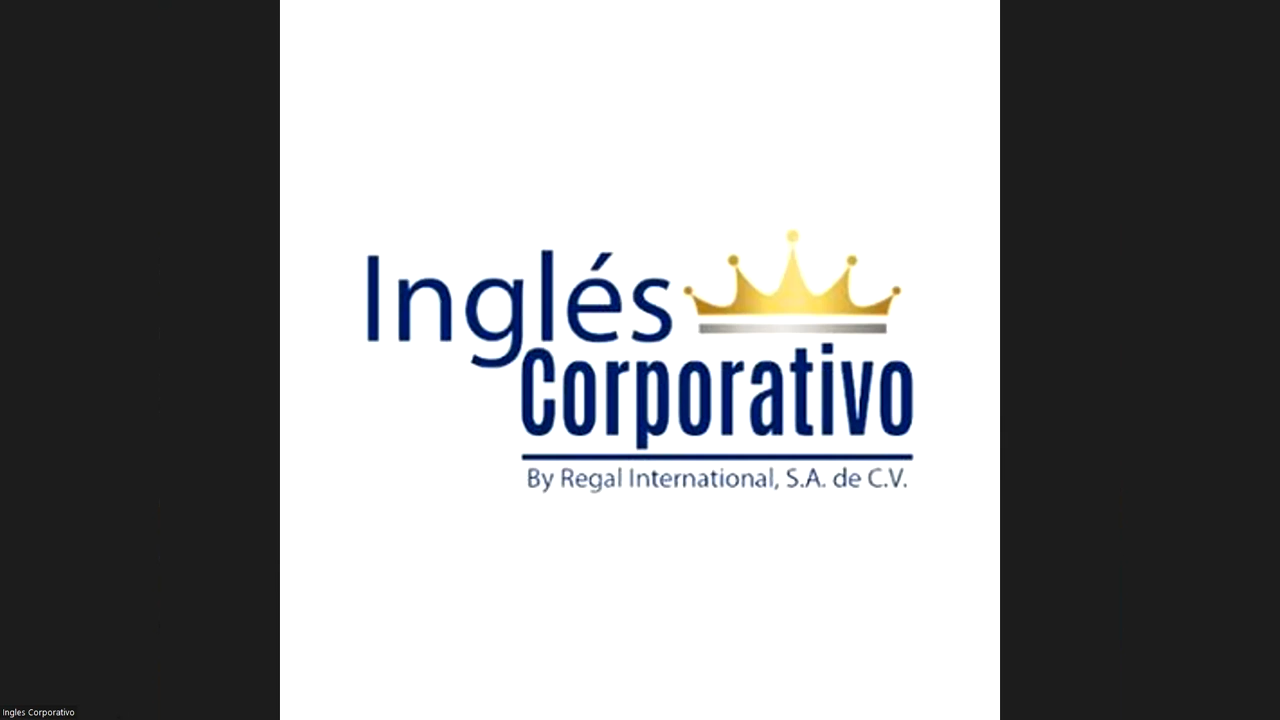 Inglés
Corporativo
By Regal International, S.A. de C.V.
Ingles Corporativo